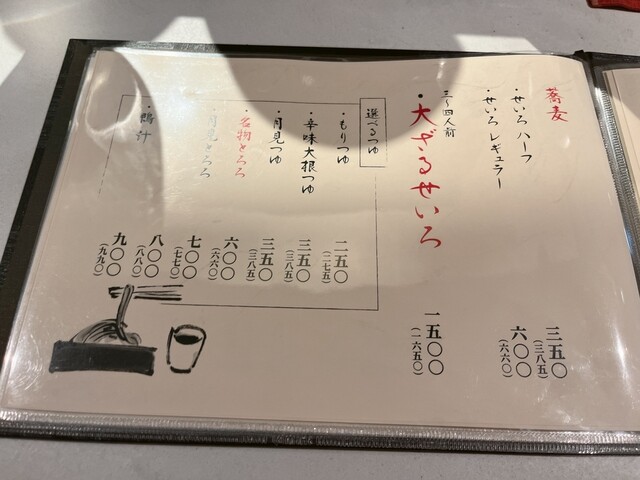 蕎麦
・せいろ ハーフ 三五〇
(三八五)
・せいろ レギュラー 六〇〇
(六六〇)
三〜四人前
・大ざるせいろ 一五〇〇
(一六五〇)
選べるつゆ
・もりつゆ 二五〇
(二七五)
・辛味大根つゆ 三五〇
(三八五)
・月見つゆ 三五〇
(三八五)
・名物とろろ 六〇〇
(六六〇)
・月見とろろ 七〇〇
(七七〇)
八〇〇
(八八〇)
・鴨汁 九〇〇
(九九〇)